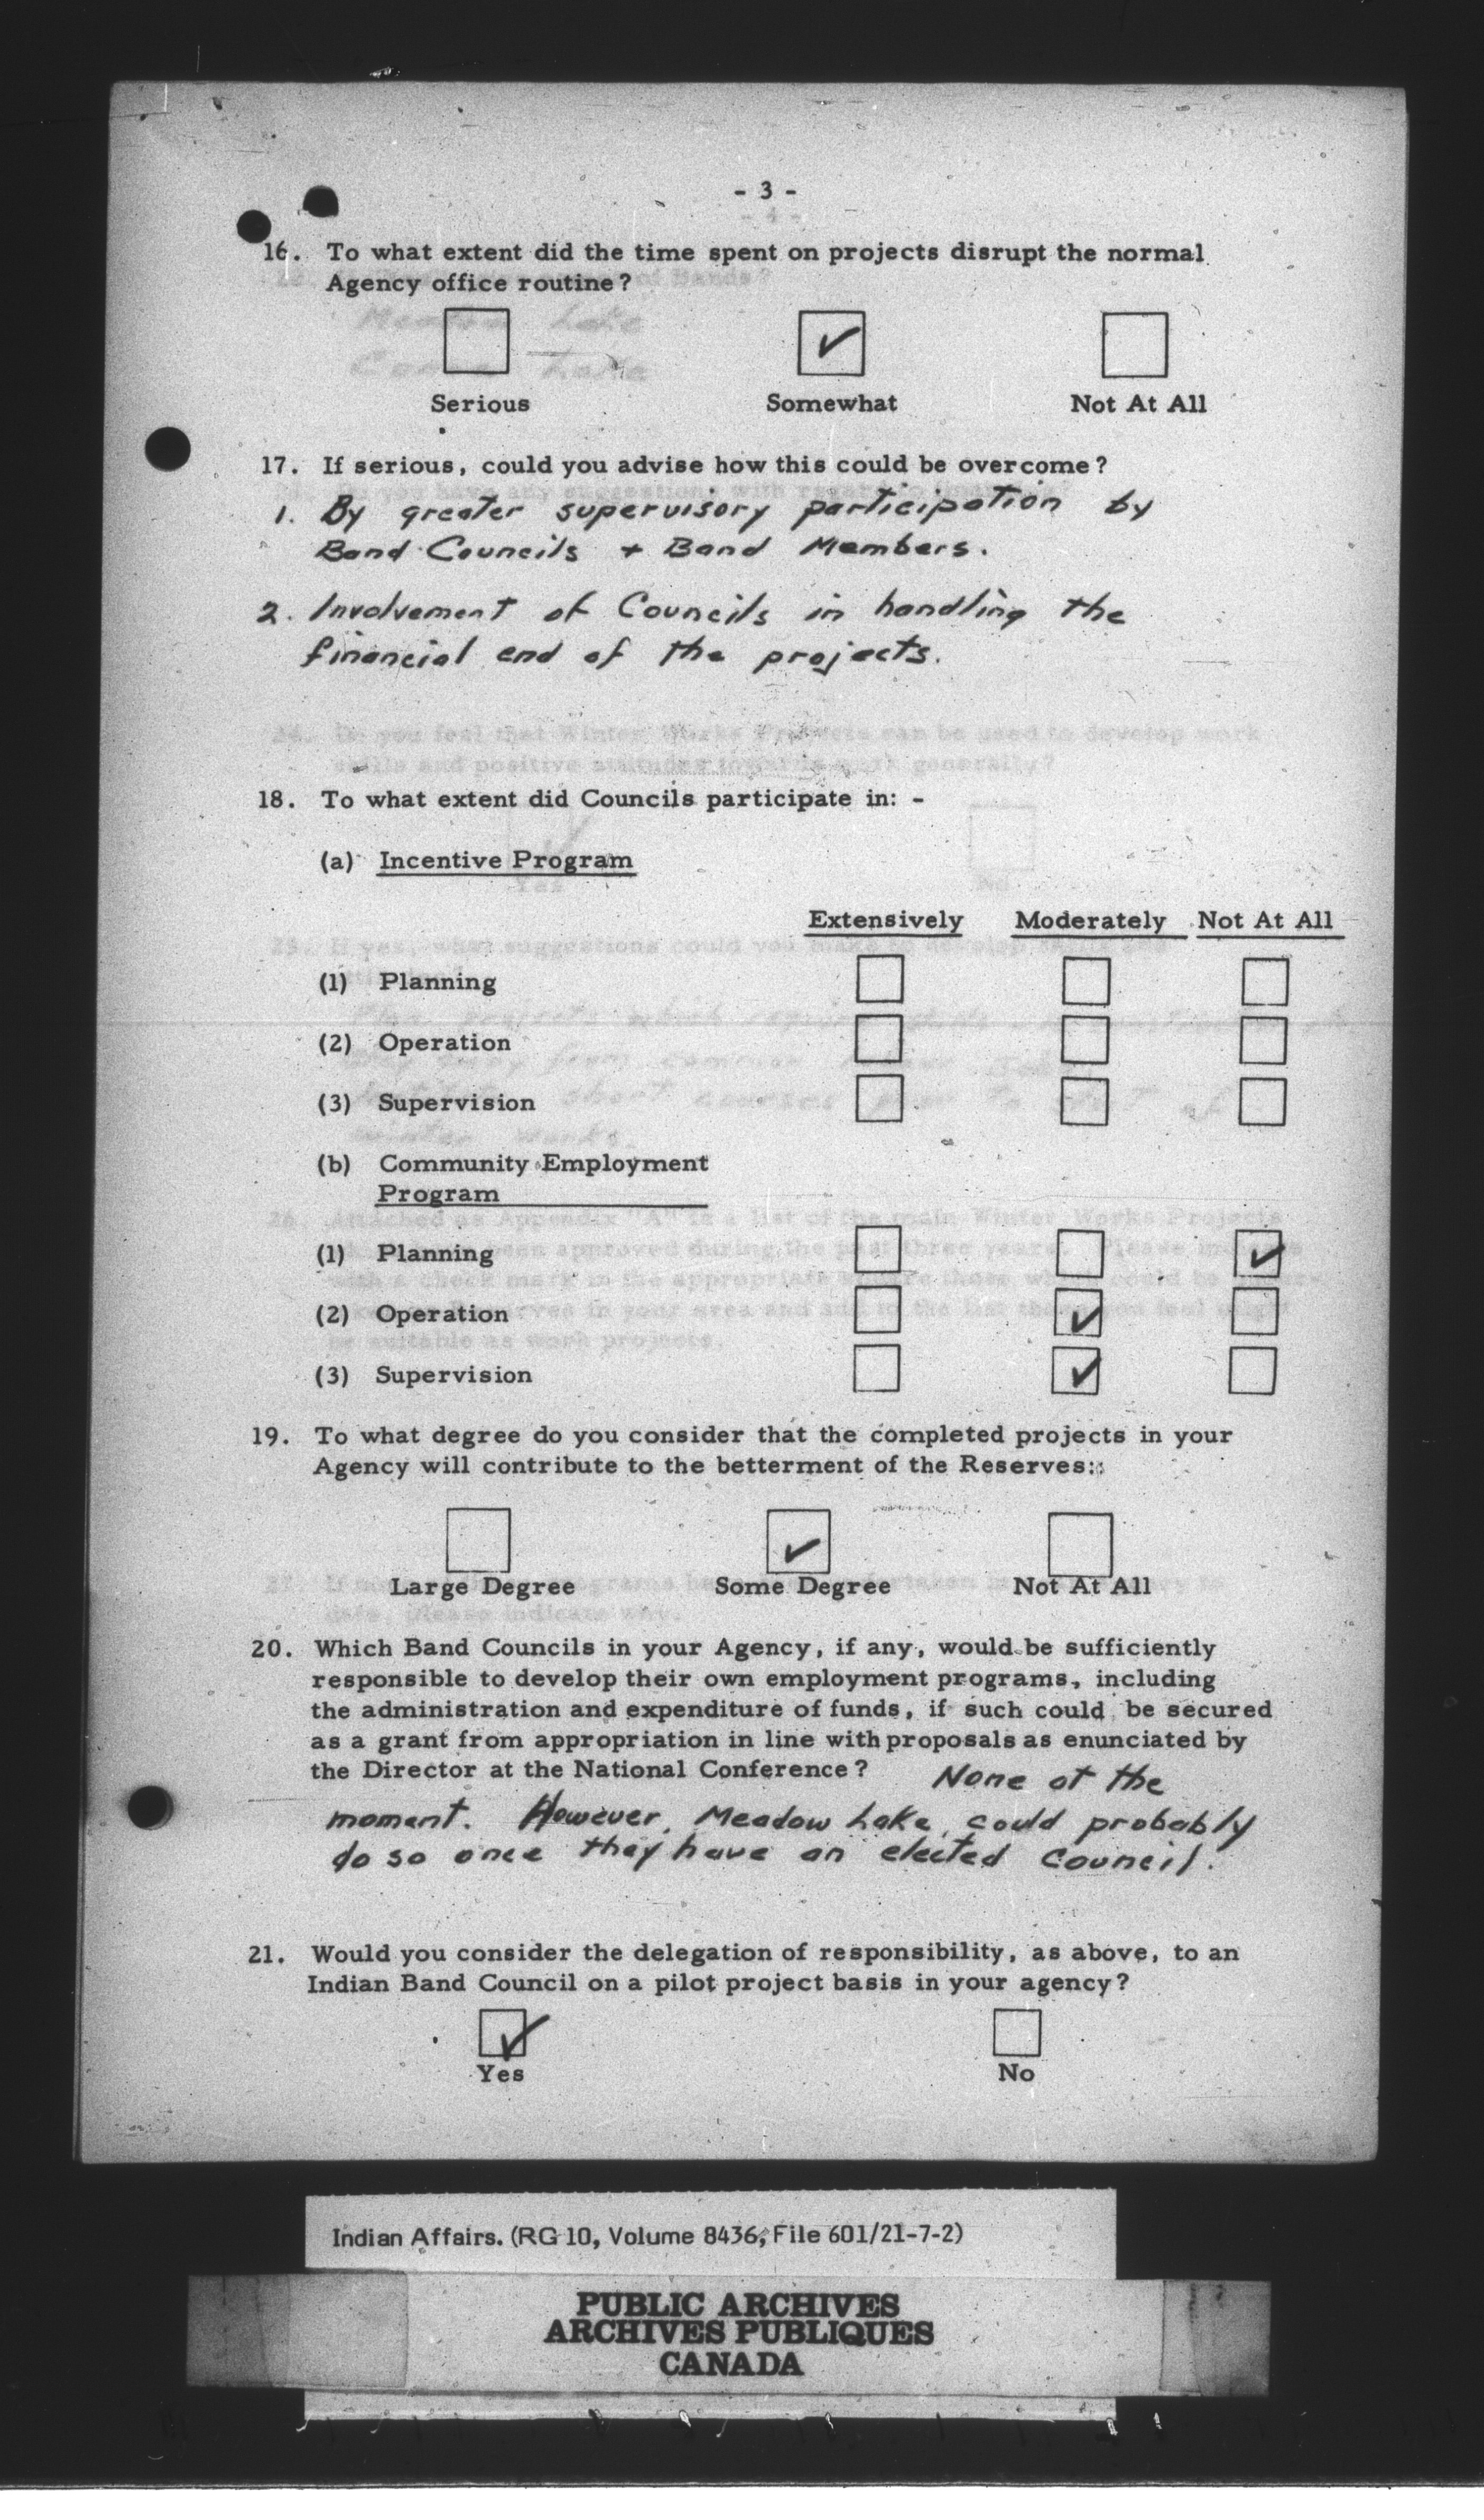 - 3 -
16. To what extent did the time spent on projects disrupt the normal
Agency office routine?
Serious Somewhat Not At All
17. If serious, could you advise how this could be overcome?
1. By greater supervisory participation by
Band Councils + Band Members.
2. Involvement of Councils in handling the
financial end of the projects.
18. To what extent did Councils participate in: -
(a) Incentive Program
Extensively Moderately Not At All
(1) Planning
(2) Operation
(3) Supervision
(b) Community Employment
Program
(1) Planning
(2) Operation
(3) Supervision
19. To what degree do you consider that the completed projects in your
Agency will contribute to the betterment of the Reserves:
Large Degree Some Degree Not At All
20. Which Band Councils in your Agency, if any, would be sufficiently
responsible to develop their own employment programs, including
the administration and expenditure of funds, if such could be secured
as a grant from appropriation in line with proposals as enunciated by
the Director at the National Conference? None at the
moment. However, Meadow Lake, could probably
do so once they have an elected council.
21. Would you consider the delegation of responsibility, as above, to an
Indian Band Council on a pilot project basis in your agency?
Yes No
Indian Affairs. (RG 10, Volume 8436, File 601/21-7-2)
PUBLIC ARCHIVES
ARCHIVES PUBLIQUES
CANADA